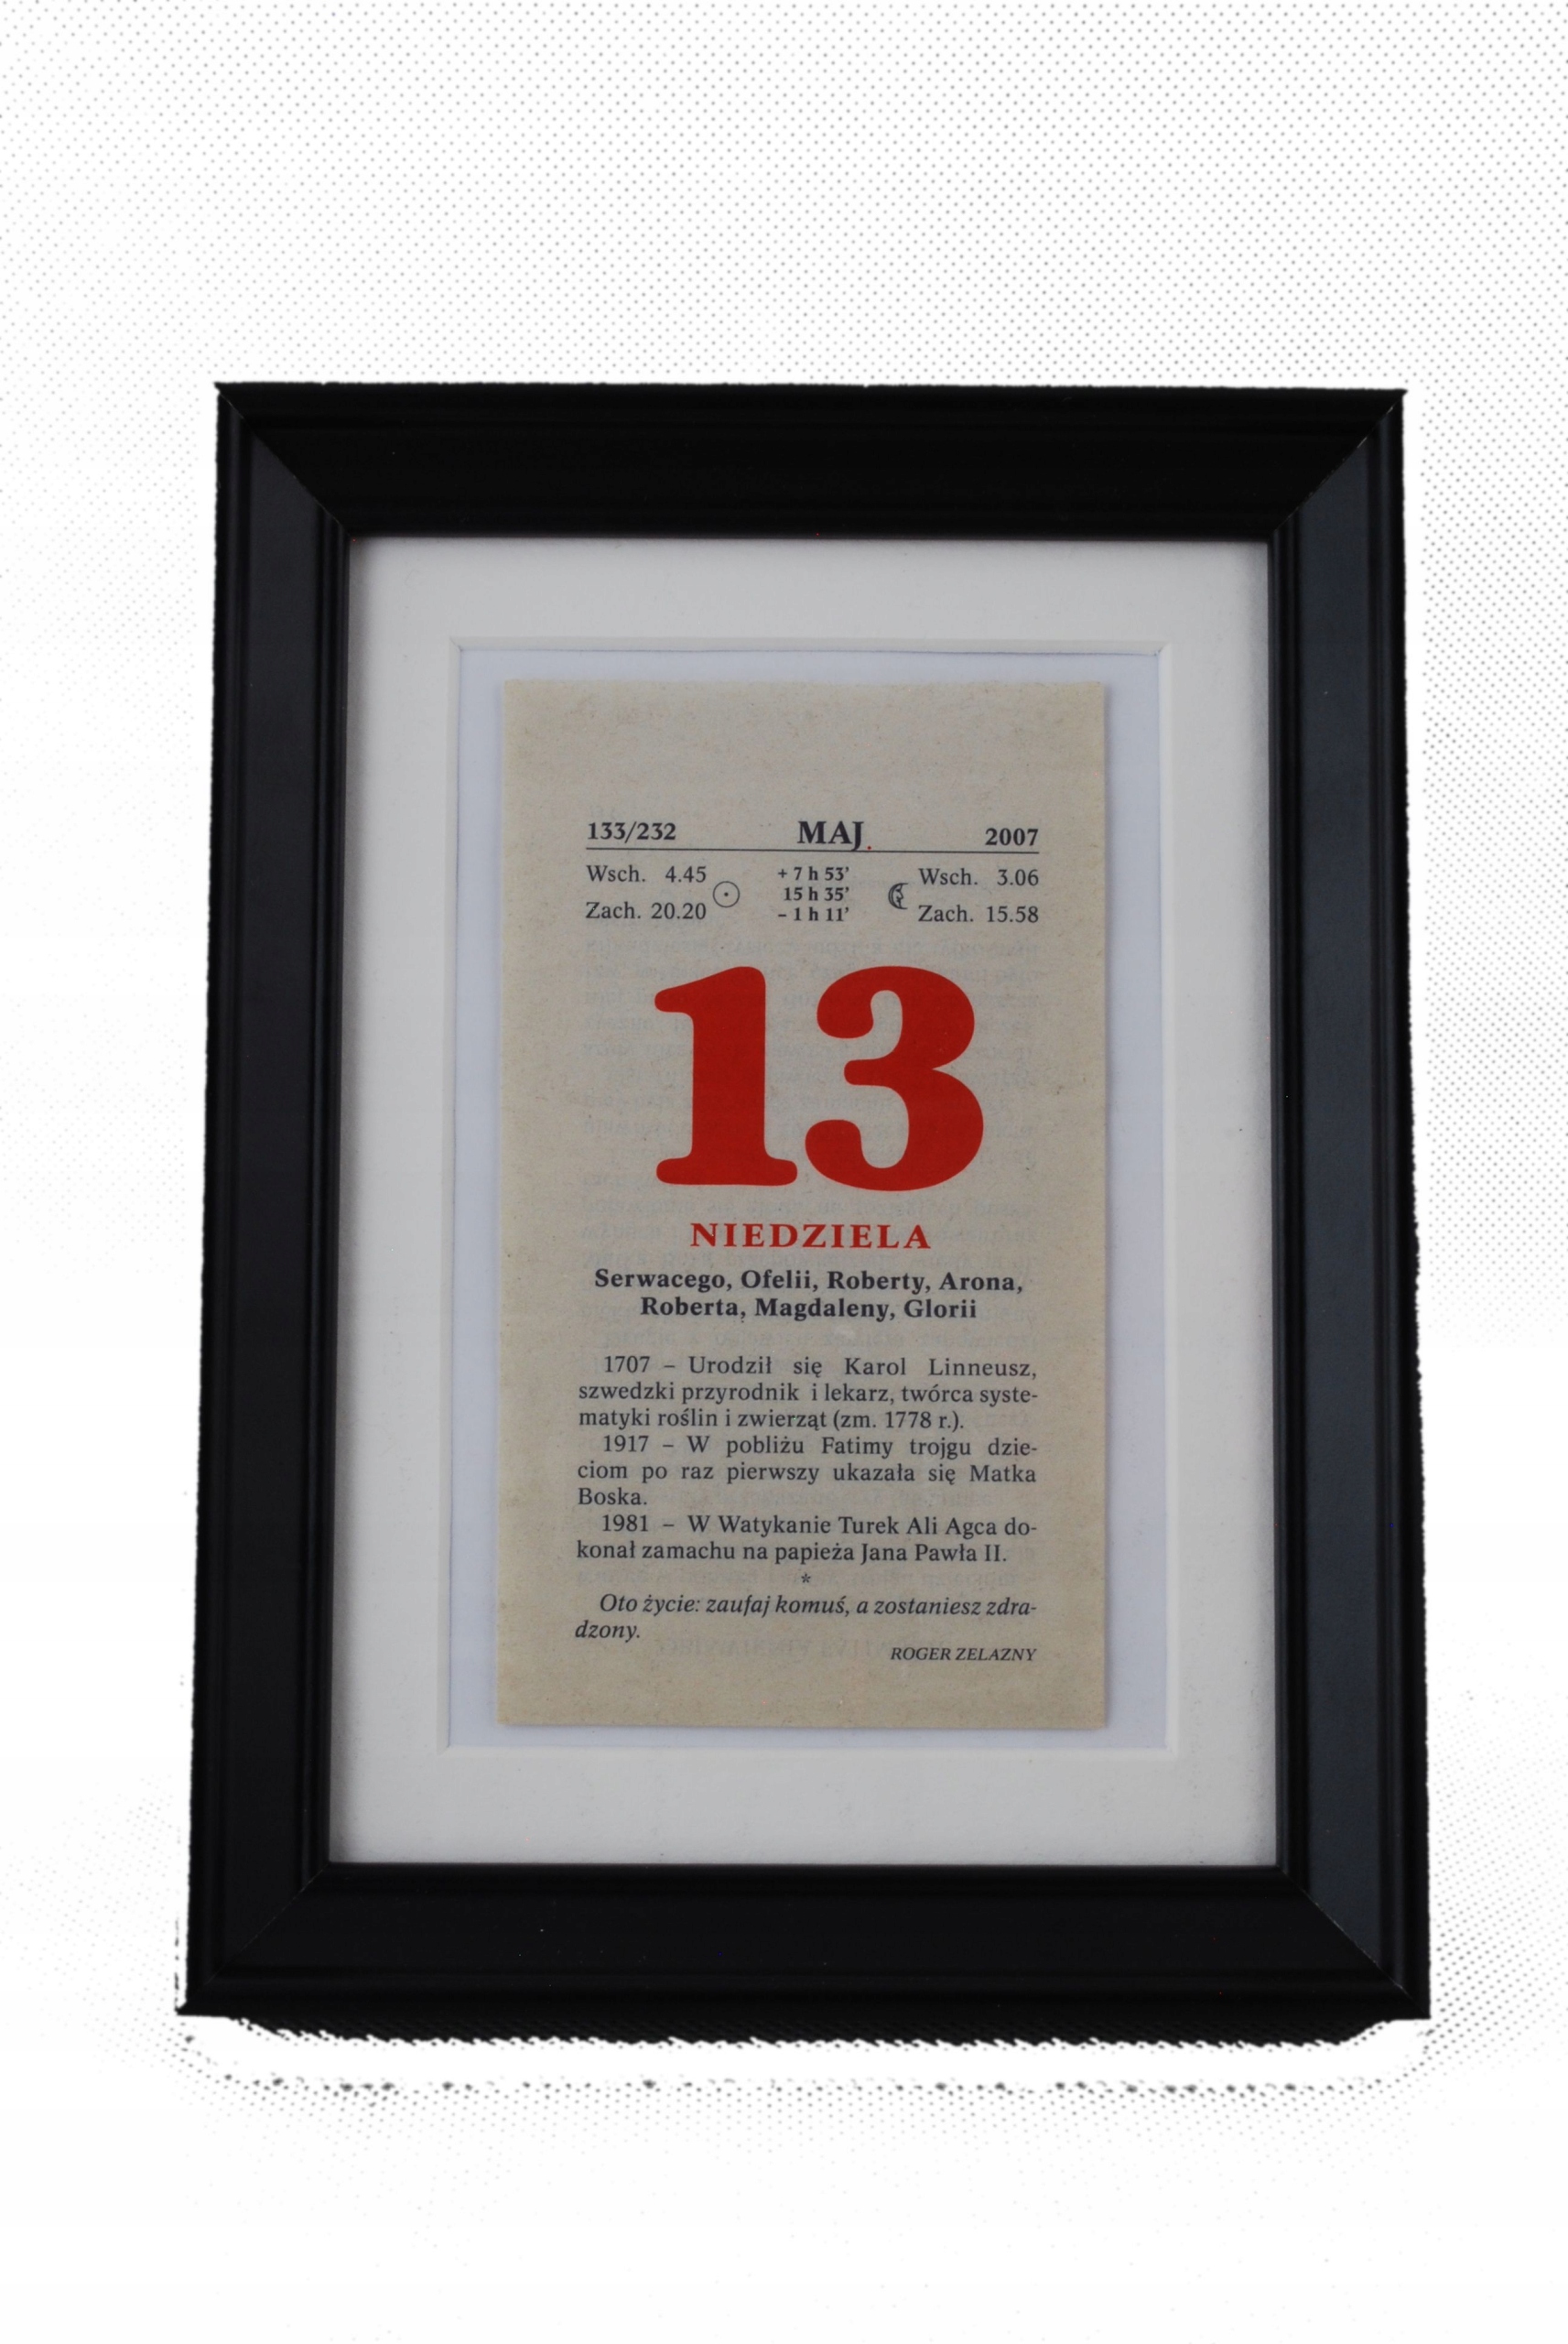 133/232 MAJ 2007
Wsch. 4.45 + 7 h 53' Wsch. 3.06
15 h 35'
Zach. 20.20 – 1 h 11' Zach. 15.58
13
NIEDZIELA
Serwacego, Ofelii, Roberty, Arona,
Roberta, Magdaleny, Glorii
1707 – Urodził się Karol Linneusz,
szwedzki przyrodnik i lekarz, twórca syste-
matyki roślin i zwierząt (zm. 1778 r.).
1917 – W pobliżu Fatimy trojgu dzie-
ciom po raz pierwszy ukazała się Matka
Boska.
1981 – W Watykanie Turek Ali Agca do-
konał zamachu na papieża Jana Pawła II.
*
Oto życie: zaufaj komuś, a zostaniesz zdra-
dzony.
ROGER ZELAZNY